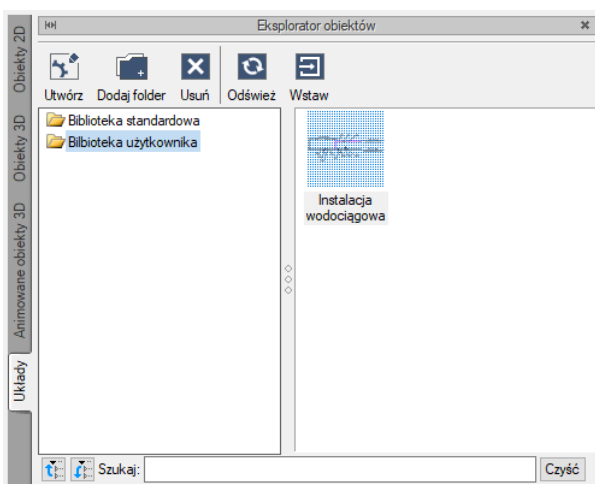 Eksplorator obiektów
Obiekty 2D
Obiekty 3D
Animowane obiekty 3D
Układy
Utwórz Dodaj folder Usuń Odśwież Wstaw
Biblioteka standardowa
Bilbioteka użytkownika
Instalacja
wodociągowa
Szukaj: Czyść